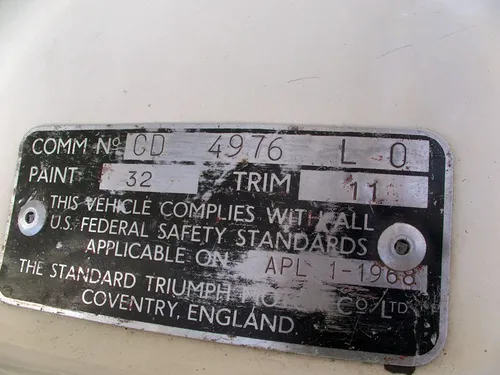 COMM Nº CD 4976 L O
PAINT 32 TRIM 11
THIS VEHICLE COMPLIES WITH ALL
U.S. FEDERAL SAFETY STANDARDS
APPLICABLE ON APL 1-1968
THE STANDARD TRIUMPH MOTOR Co/LTD
COVENTRY, ENGLAND.